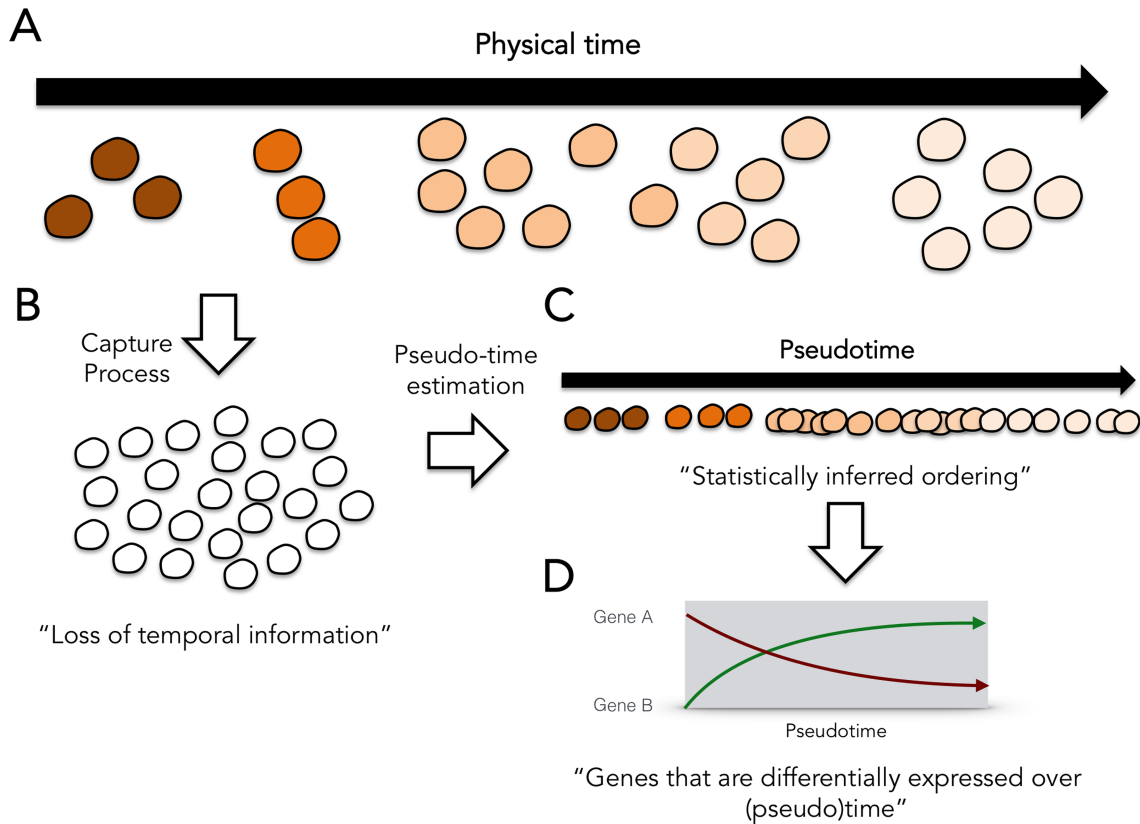 A
Physical time
B
Capture
Process
“Loss of temporal information”
Pseudo-time
estimation
C
Pseudotime
“Statistically inferred ordering”
D
Gene A
Gene B
Pseudotime
“Genes that are differentially expressed over
(pseudo)time”